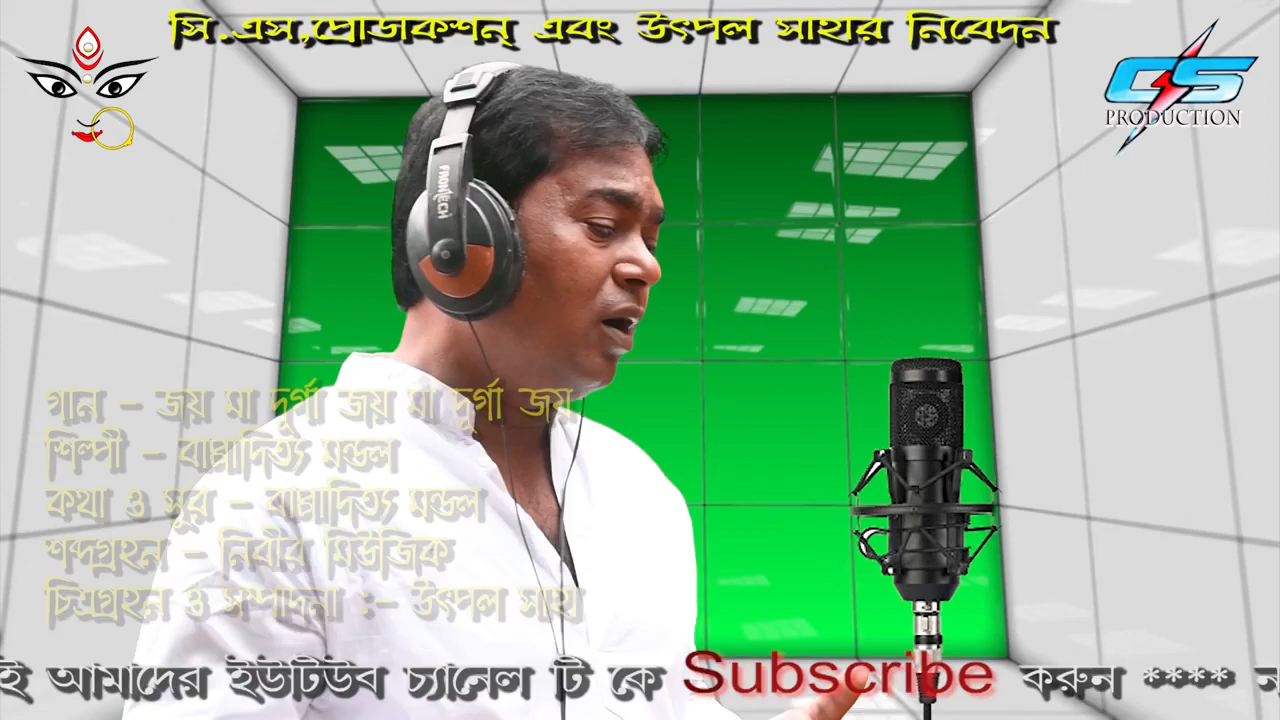 সি.এস,প্রোডাকশন্ এবং উৎপল সাহার নিবেদন
CS
PRODUCTION
FRONTECH
গান - জয় মা দুর্গা জয় মা দুর্গা জয়
শিল্পী - বাপ্পাদিত্য মন্ডল
কথা ও সুর - বাপ্পাদিত্য মন্ডল
শব্দগ্রহন - নিবীর মিউজিক
চিত্রগ্রহন ও সম্পাদনা :- উৎপল সাহা
ই আমাদের ইউটিউব চ্যানেল টি কে Subscribe করুন **** ন